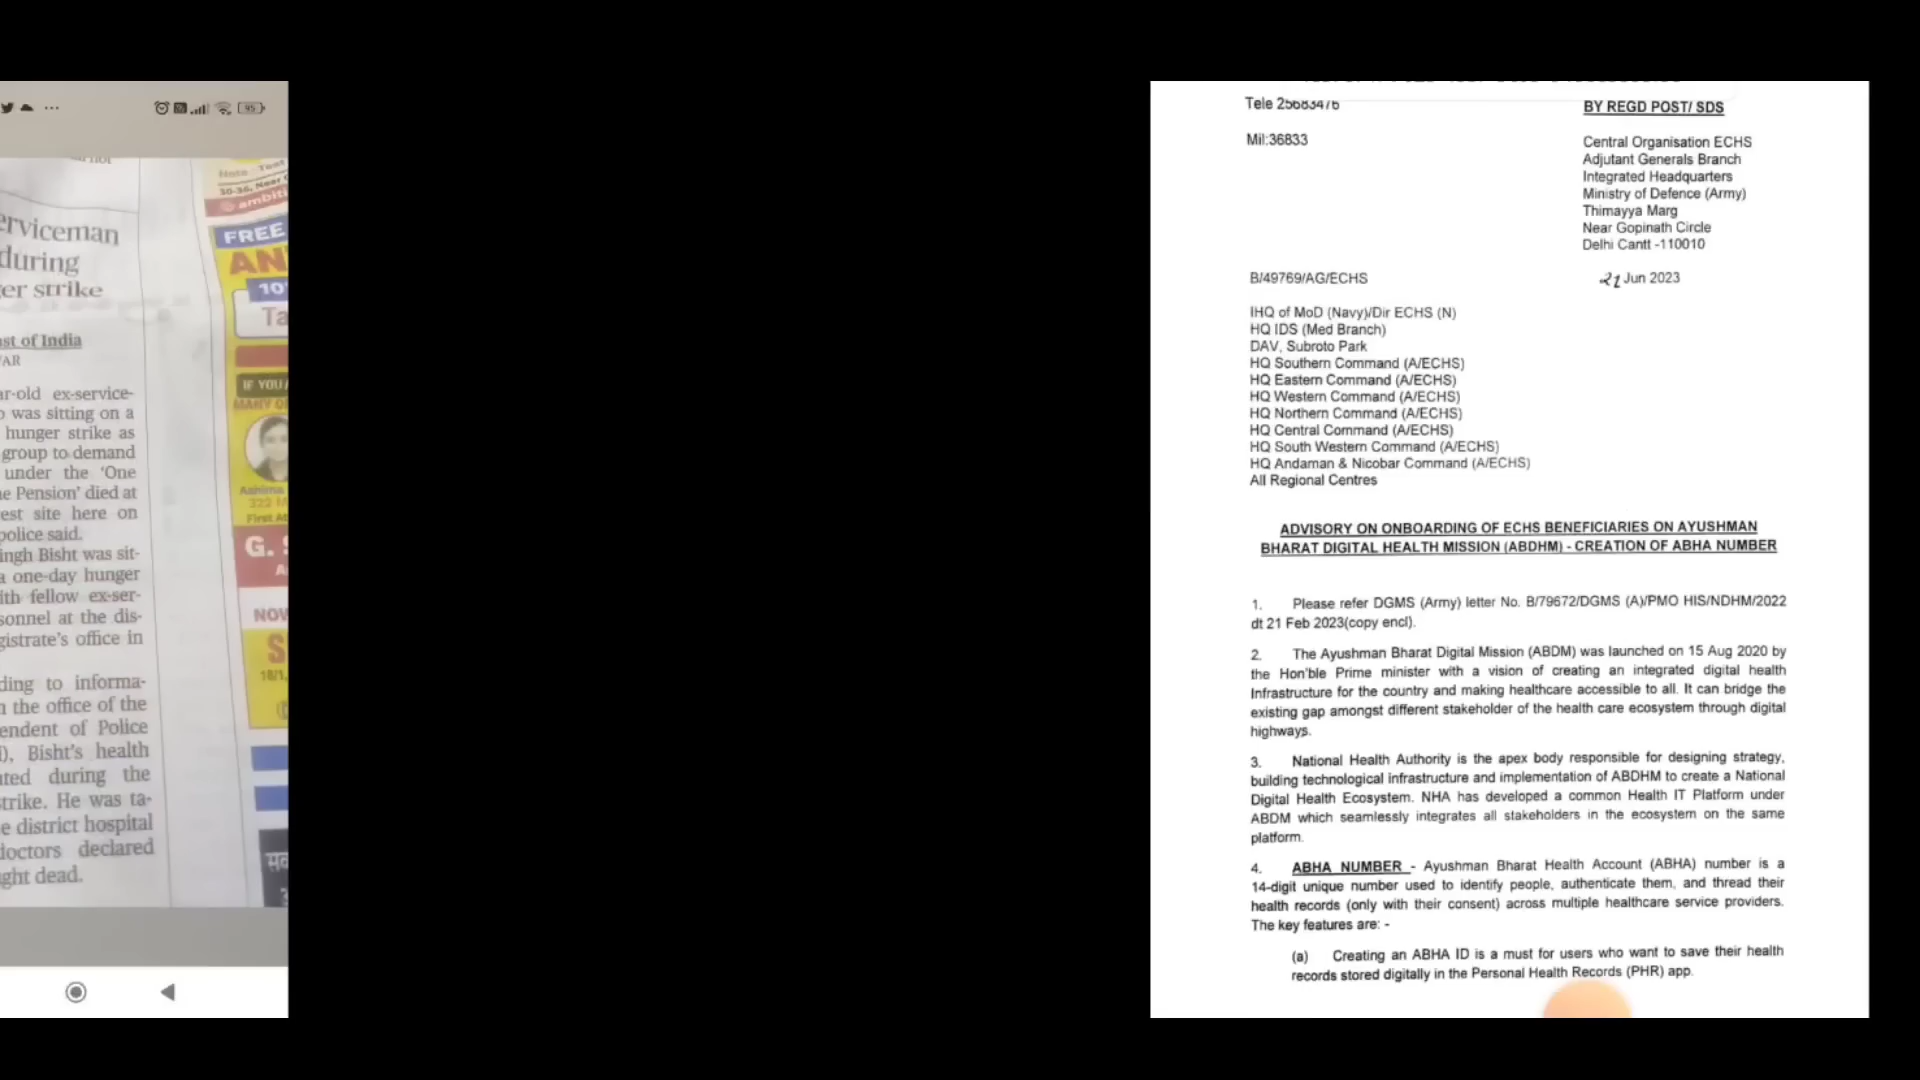 erviceman
during
er strike
st of India
AR
ar-old ex-service-
was sitting on a
hunger strike as
group to demand
under the ‘One
e Pension’ died at
est site here on
police said.
ingh Bisht was sit-
a one-day hunger
ith fellow ex-ser-
sonnel at the dis-
gistrate’s office in
ding to informa-
n the office of the
endent of Police
), Bisht’s health
ated during the
trike. He was ta-
e district hospital
doctors declared
ght dead.
30-36, Near
ambiti
FREE
AN
10
Ta
IF YOU
G. S
NOW
S
18/1,
Tele 25683476
BY REGD POST/ SDS
Mil:36833
Central Organisation ECHS
Adjutant Generals Branch
Integrated Headquarters
Ministry of Defence (Army)
Thimayya Marg
Near Gopinath Circle
Delhi Cantt -110010
B/49769/AG/ECHS
21 Jun 2023
IHQ of MoD (Navy)/Dir ECHS (N)
HQ IDS (Med Branch)
DAV, Subroto Park
HQ Southern Command (A/ECHS)
HQ Eastern Command (A/ECHS)
HQ Western Command (A/ECHS)
HQ Northern Command (A/ECHS)
HQ Central Command (A/ECHS)
HQ South Western Command (A/ECHS)
HQ Andaman & Nicobar Command (A/ECHS)
All Regional Centres
ADVISORY ON ONBOARDING OF ECHS BENEFICIARIES ON AYUSHMAN
BHARAT DIGITAL HEALTH MISSION (ABDHM) - CREATION OF ABHA NUMBER
1. Please refer DGMS (Army) letter No. B/79672/DGMS (A)/PMO HIS/NDHM/2022
dt 21 Feb 2023(copy encl).
2. The Ayushman Bharat Digital Mission (ABDM) was launched on 15 Aug 2020 by
the Hon'ble Prime minister with a vision of creating an integrated digital health
Infrastructure for the country and making healthcare accessible to all. It can bridge the
existing gap amongst different stakeholder of the health care ecosystem through digital
highways.
3. National Health Authority is the apex body responsible for designing strategy,
building technological infrastructure and implementation of ABDHM to create a National
Digital Health Ecosystem. NHA has developed a common Health IT Platform under
ABDM which seamlessly integrates all stakeholders in the ecosystem on the same
platform.
4. ABHA NUMBER - Ayushman Bharat Health Account (ABHA) number is a
14-digit unique number used to identify people, authenticate them, and thread their
health records (only with their consent) across multiple healthcare service providers.
The key features are: -
(a) Creating an ABHA ID is a must for users who want to save their health
records stored digitally in the Personal Health Records (PHR) app.